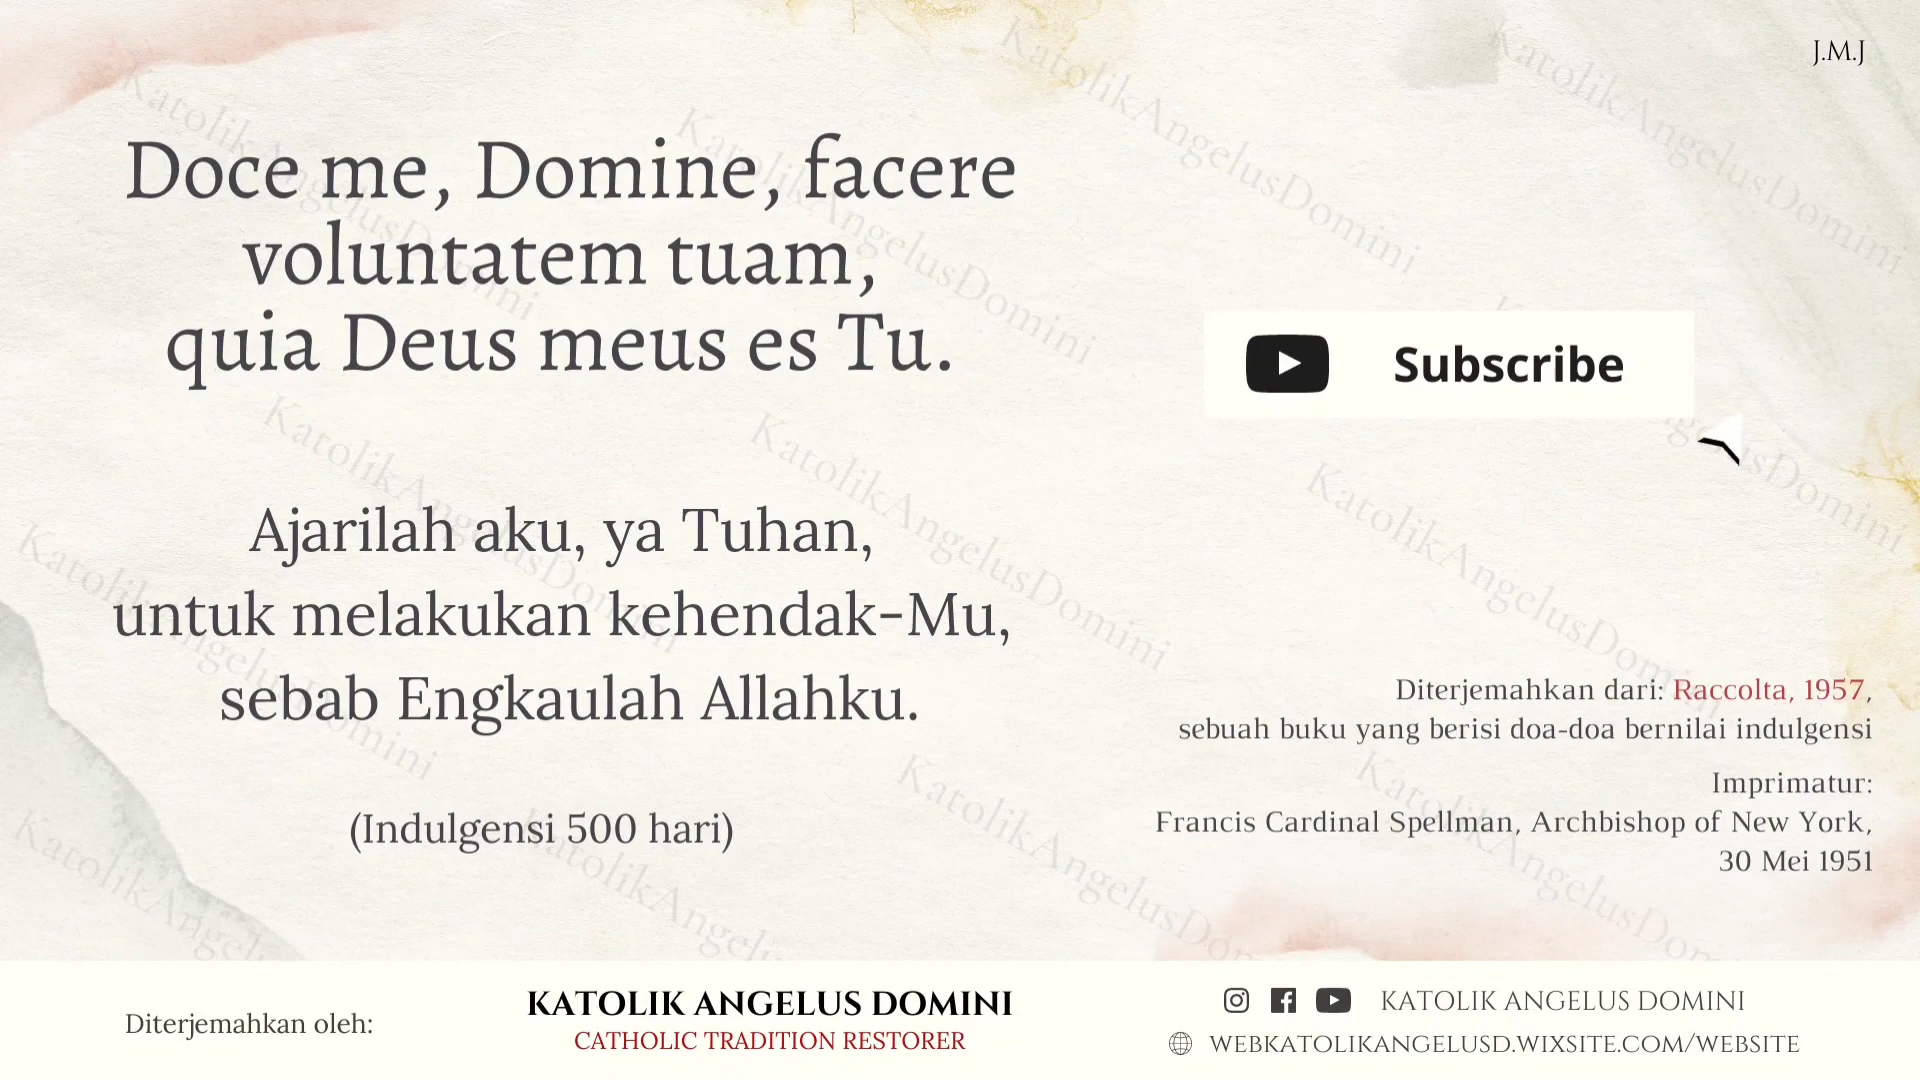 J.M.J
Doce me, Domine, facere
voluntatem tuam,
quia Deus meus es Tu.
Ajarilah aku, ya Tuhan,
untuk melakukan kehendak-Mu,
sebab Engkaulah Allahku.
(Indulgensi 500 hari)
Subscribe
Diterjemahkan dari: Raccolta, 1957,
sebuah buku yang berisi doa-doa bernilai indulgensi
Imprimatur:
Francis Cardinal Spellman, Archbishop of New York,
30 Mei 1951
Diterjemahkan oleh:
KATOLIK ANGELUS DOMINI
CATHOLIC TRADITION RESTORER
KATOLIK ANGELUS DOMINI
WEBKATOLIKANGELUSD.WIXSITE.COM/WEBSITE
KatolikAngelusDomini